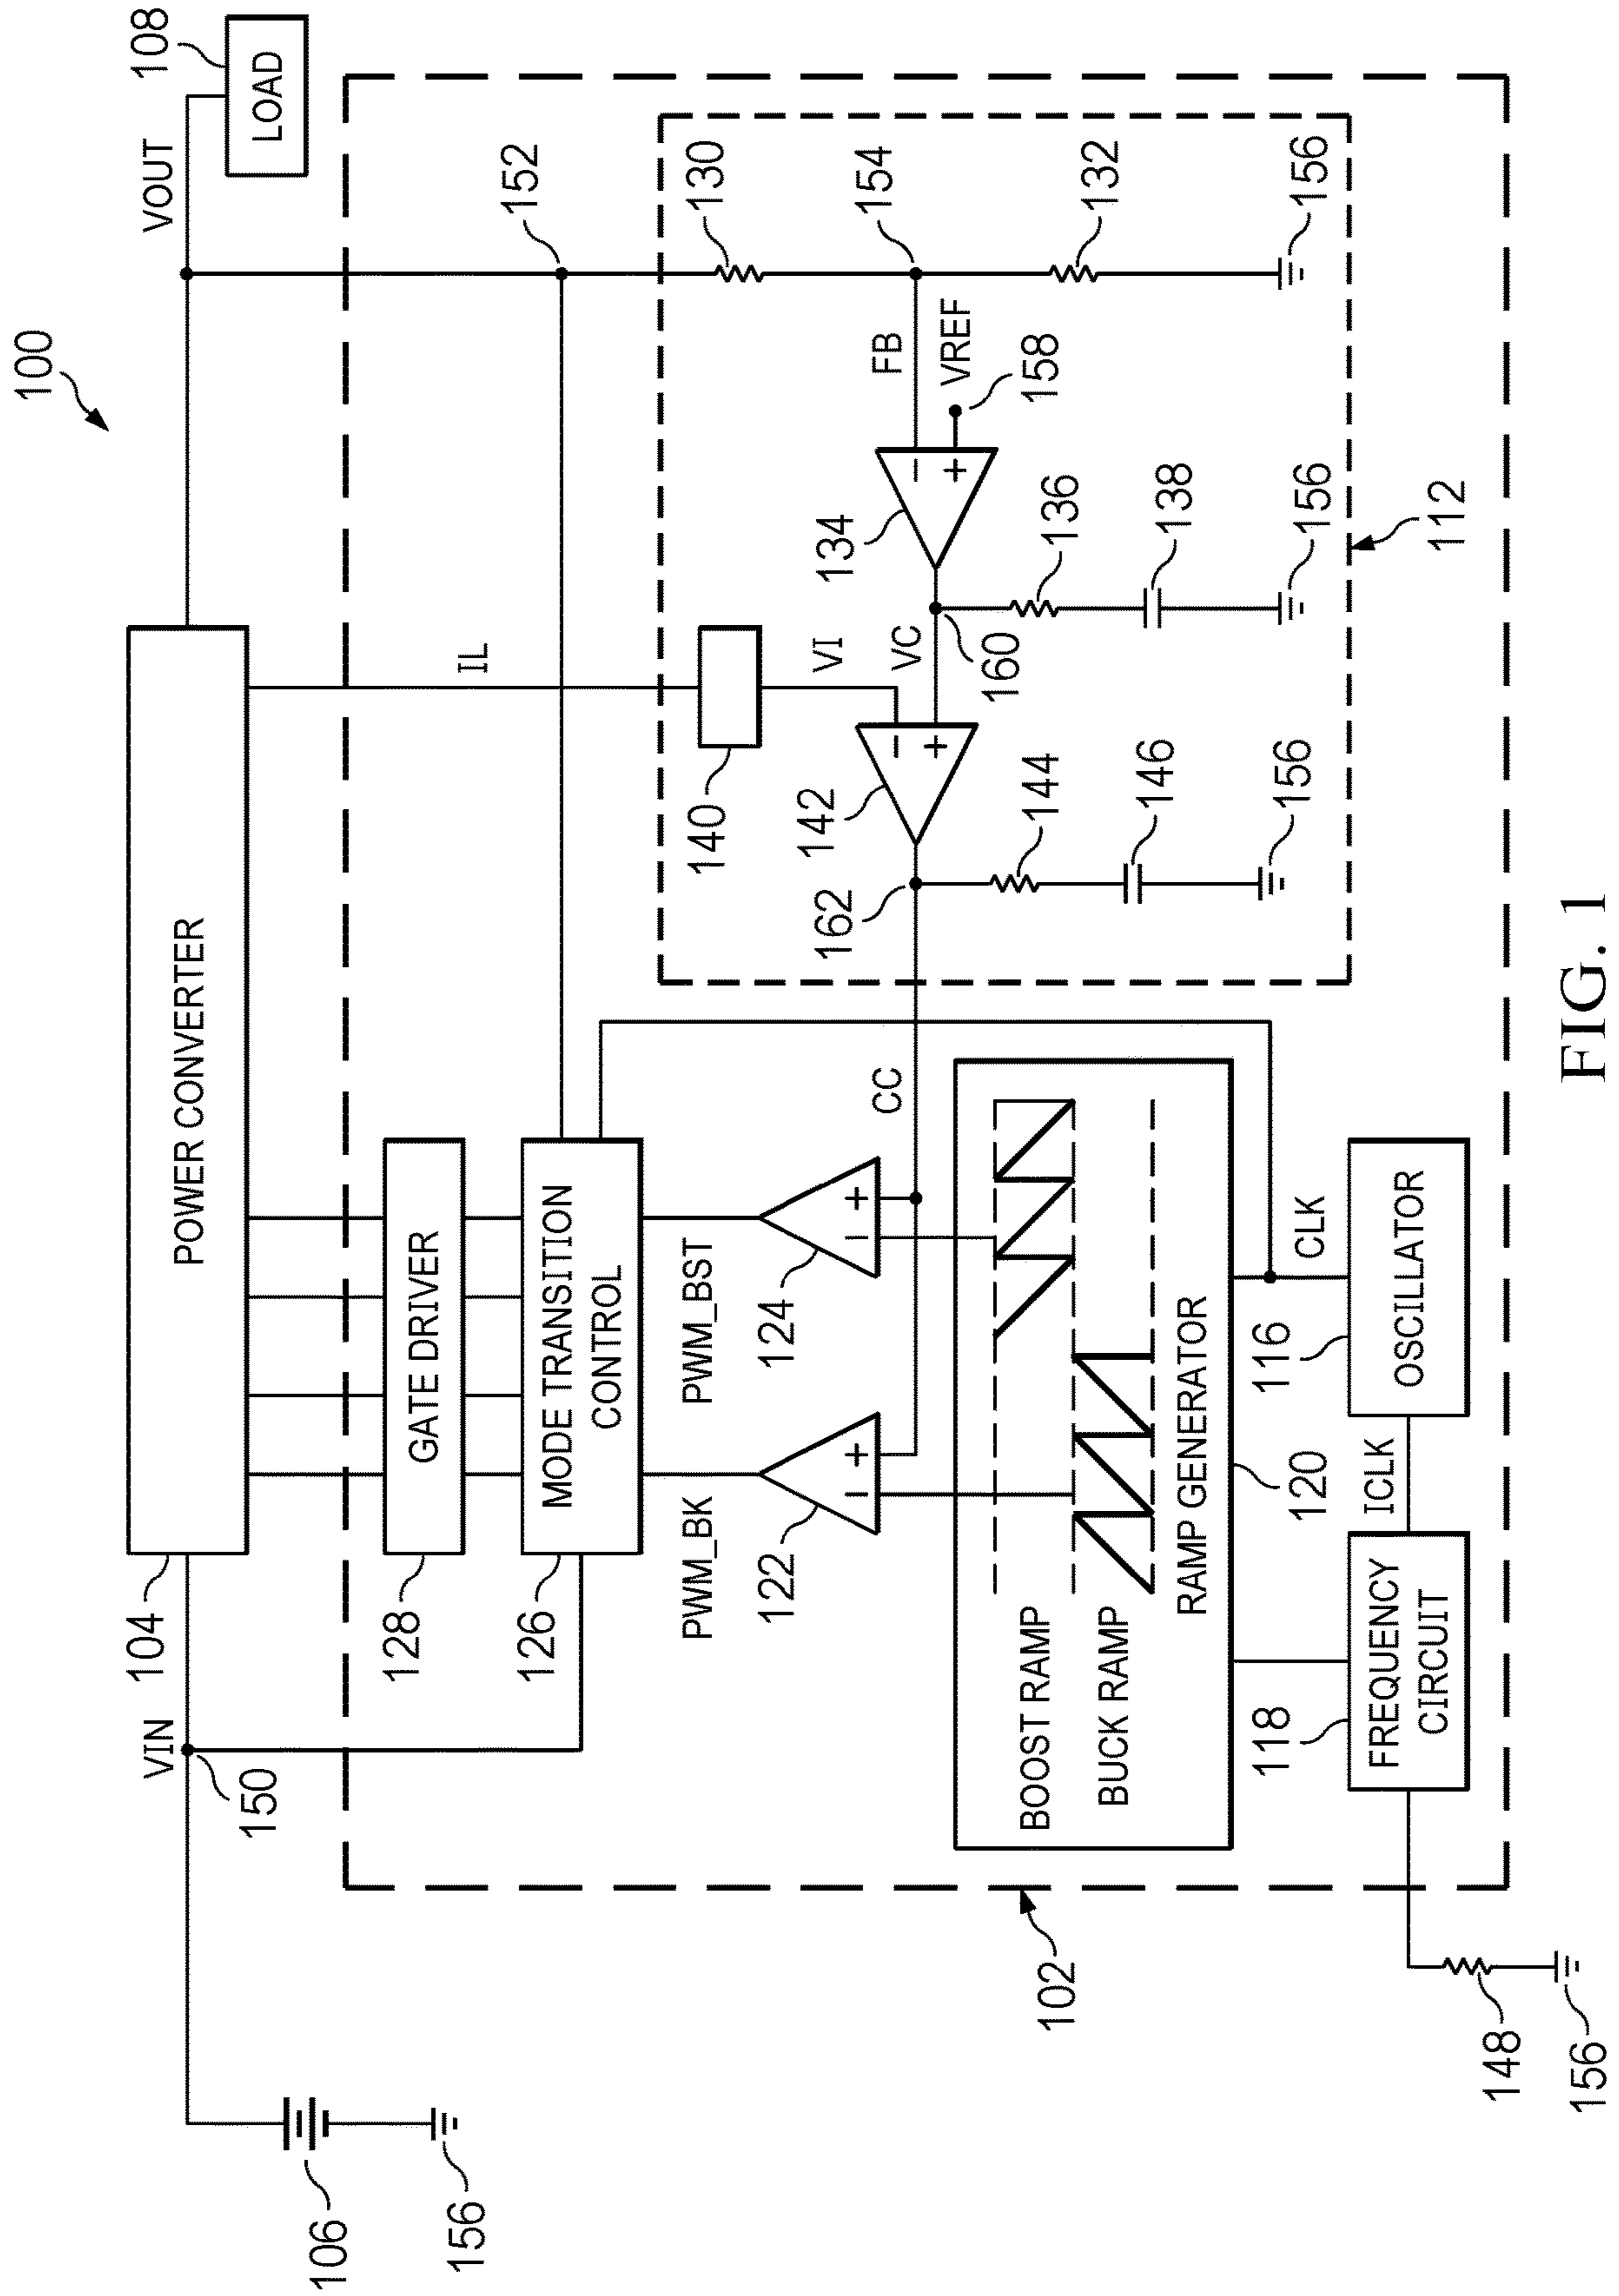 100
VIN
150
104
POWER CONVERTER
VOUT
108
LOAD
106
156
128
GATE DRIVER
IL
152
126
MODE TRANSITION
CONTROL
PWM_BK
PWM_BST
122
124
−
+
−
+
CC
140
VI
142
−
+
VC
162
160
134
−
+
FB
VREF
158
130
154
132
156
144
146
156
136
138
156
112
102
BOOST RAMP
BUCK RAMP
RAMP GENERATOR
120
118
116
CLK
FREQUENCY
CIRCUIT
ICLK
OSCILLATOR
148
156
FIG. 1